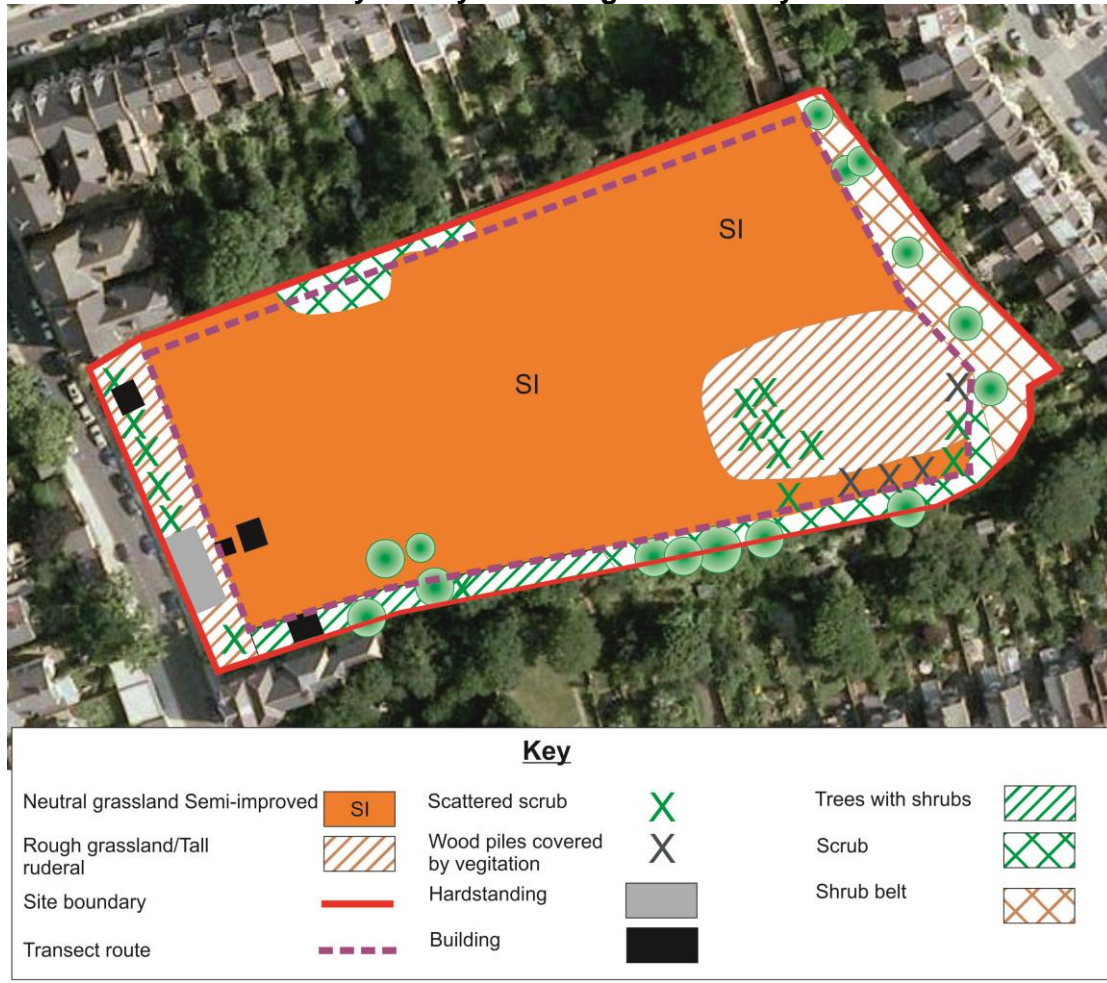 SI
SI
Key
Neutral grassland Semi-improved
SI
Rough grassland/Tall
ruderal
Site boundary
Transect route
Scattered scrub
Wood piles covered
by vegitation
Hardstanding
Building
Trees with shrubs
Scrub
Shrub belt